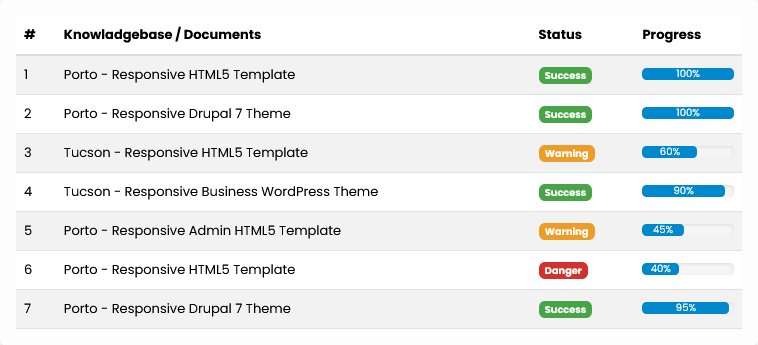 # Knowladgebase / Documents Status Progress
1 Porto - Responsive HTML5 Template Success 100%
2 Porto - Responsive Drupal 7 Theme Success 100%
3 Tucson - Responsive HTML5 Template Warning 60%
4 Tucson - Responsive Business WordPress Theme Success 90%
5 Porto - Responsive Admin HTML5 Template Warning 45%
6 Porto - Responsive HTML5 Template Danger 40%
7 Porto - Responsive Drupal 7 Theme Success 95%